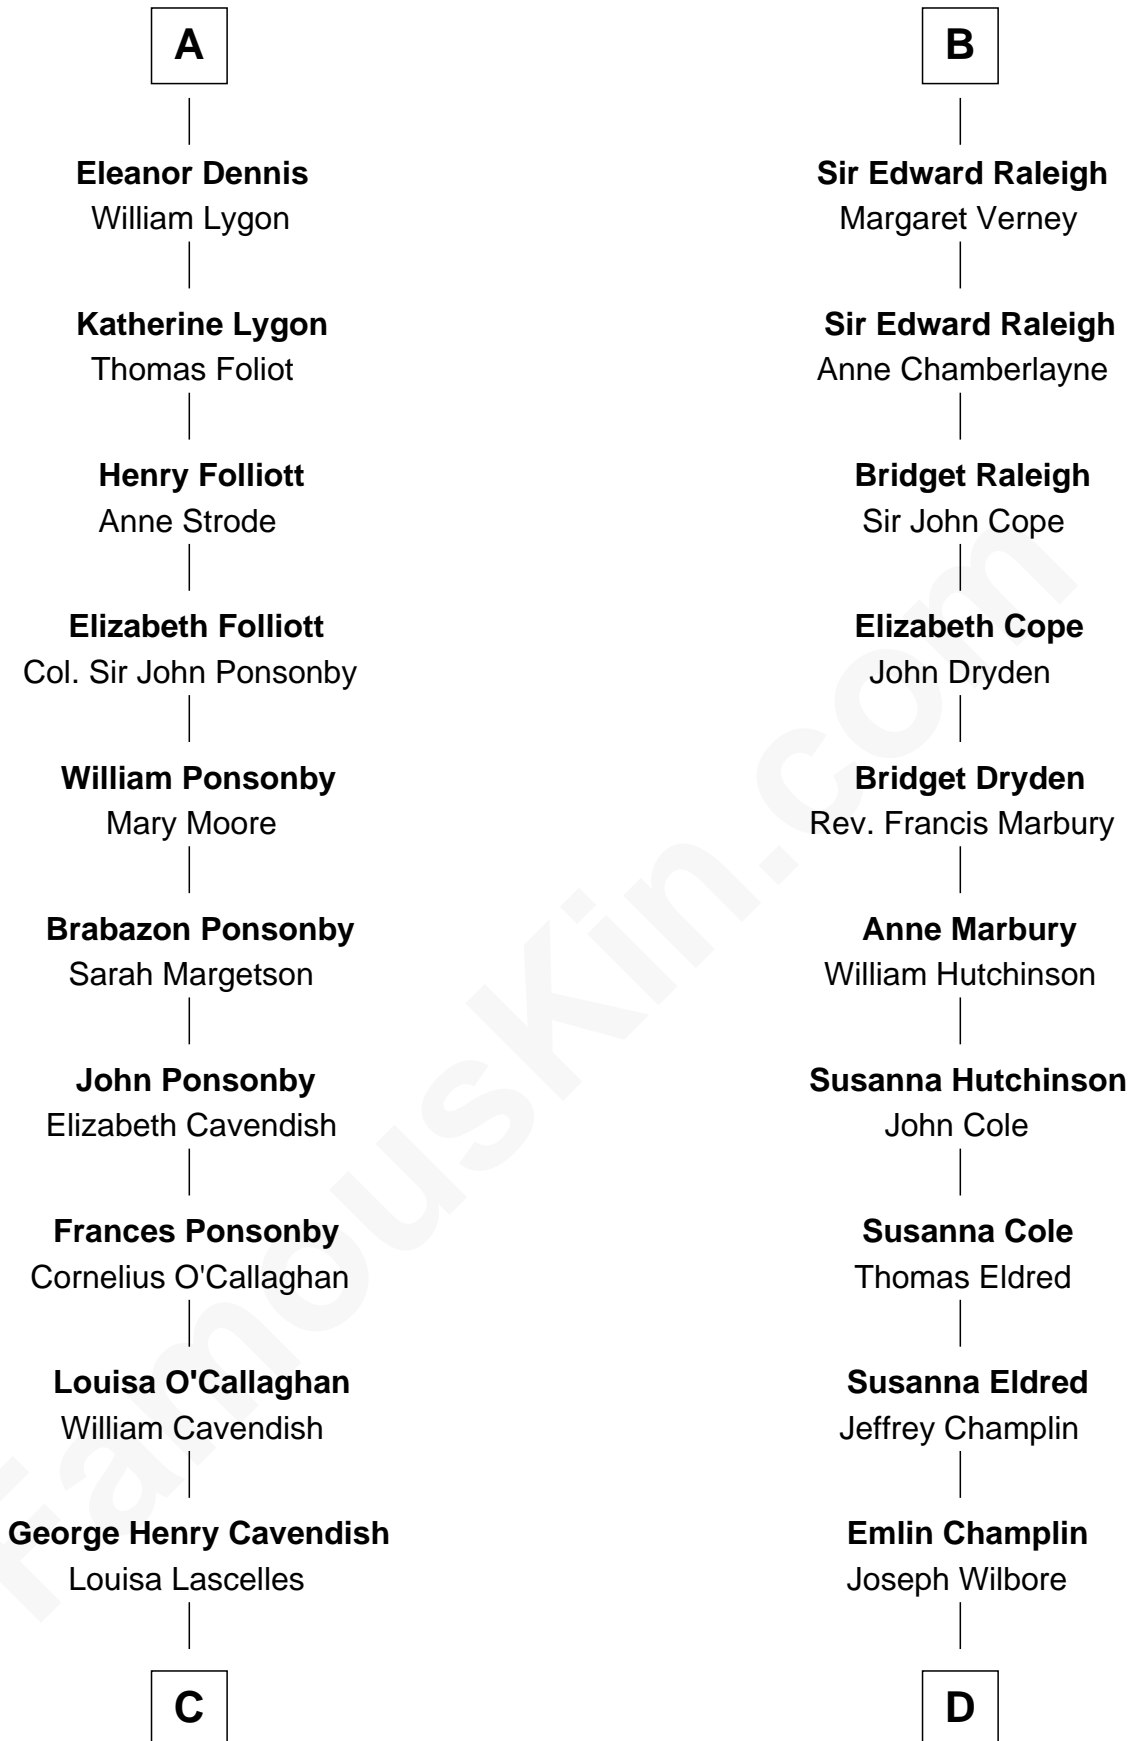 A
Eleanor Dennis
William Lygon
Katherine Lygon
Thomas Foliot
Henry Folliott
Anne Strode
Elizabeth Folliott
Col. Sir John Ponsonby
William Ponsonby
Mary Moore
Brabazon Ponsonby
Sarah Margetson
John Ponsonby
Elizabeth Cavendish
Frances Ponsonby
Cornelius O'Callaghan
Louisa O'Callaghan
William Cavendish
George Henry Cavendish
Louisa Lascelles
C
B
Sir Edward Raleigh
Margaret Verney
Sir Edward Raleigh
Anne Chamberlayne
Bridget Raleigh
Sir John Cope
Elizabeth Cope
John Dryden
Bridget Dryden
Rev. Francis Marbury
Anne Marbury
William Hutchinson
Susanna Hutchinson
John Cole
Susanna Cole
Thomas Eldred
Susanna Eldred
Jeffrey Champlin
Emlin Champlin
Joseph Wilbore
D
FamousKin.com